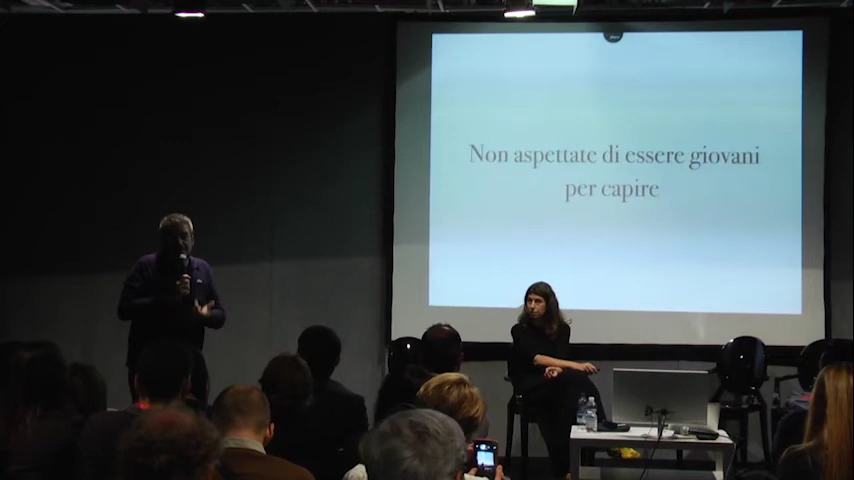 Non aspettate di essere giovani
per capire